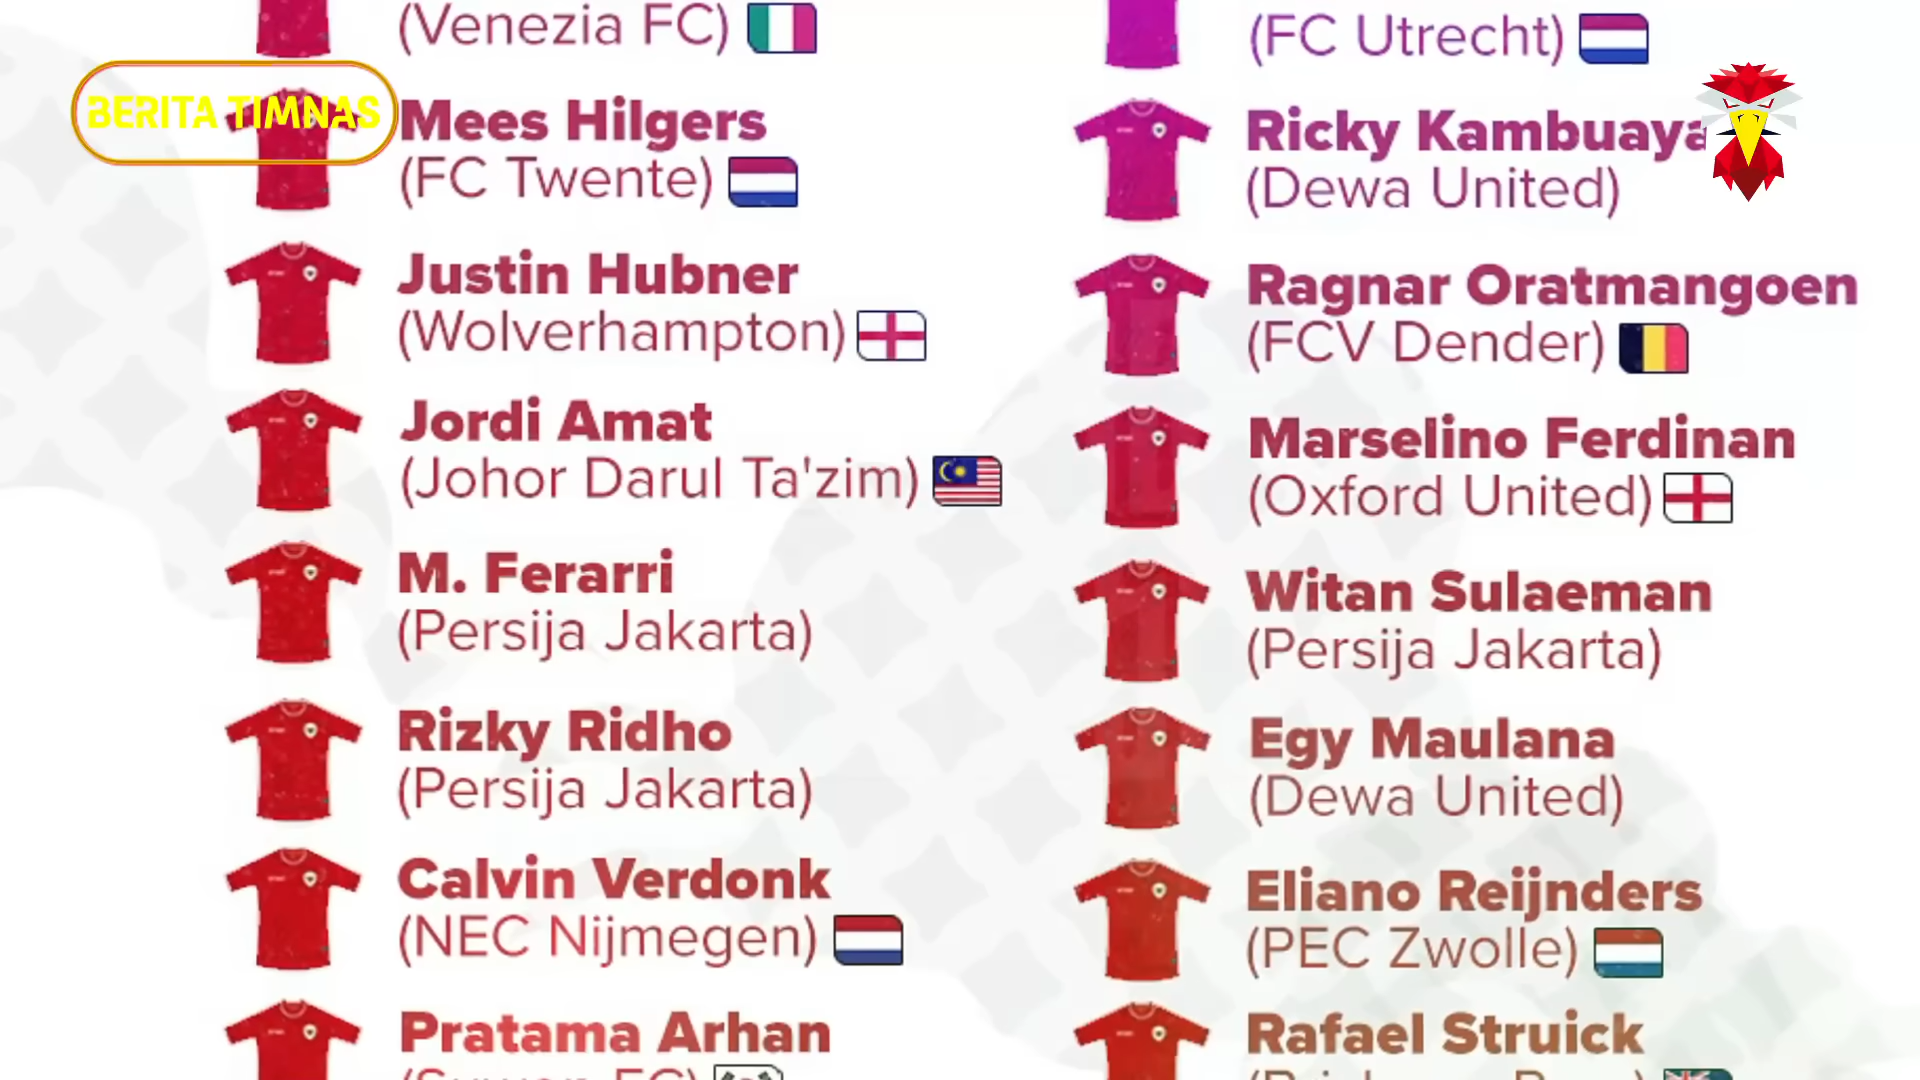 (Venezia FC)
BERITA TIMNAS
Mees Hilgers
(FC Twente)
Justin Hubner
(Wolverhampton)
Jordi Amat
(Johor Darul Ta'zim)
M. Ferarri
(Persija Jakarta)
Rizky Ridho
(Persija Jakarta)
Calvin Verdonk
(NEC Nijmegen)
Pratama Arhan
(Suwon FC)
(FC Utrecht)
Ricky Kambuaya
(Dewa United)
Ragnar Oratmangoen
(FCV Dender)
Marselino Ferdinan
(Oxford United)
Witan Sulaeman
(Persija Jakarta)
Egy Maulana
(Dewa United)
Eliano Reijnders
(PEC Zwolle)
Rafael Struick